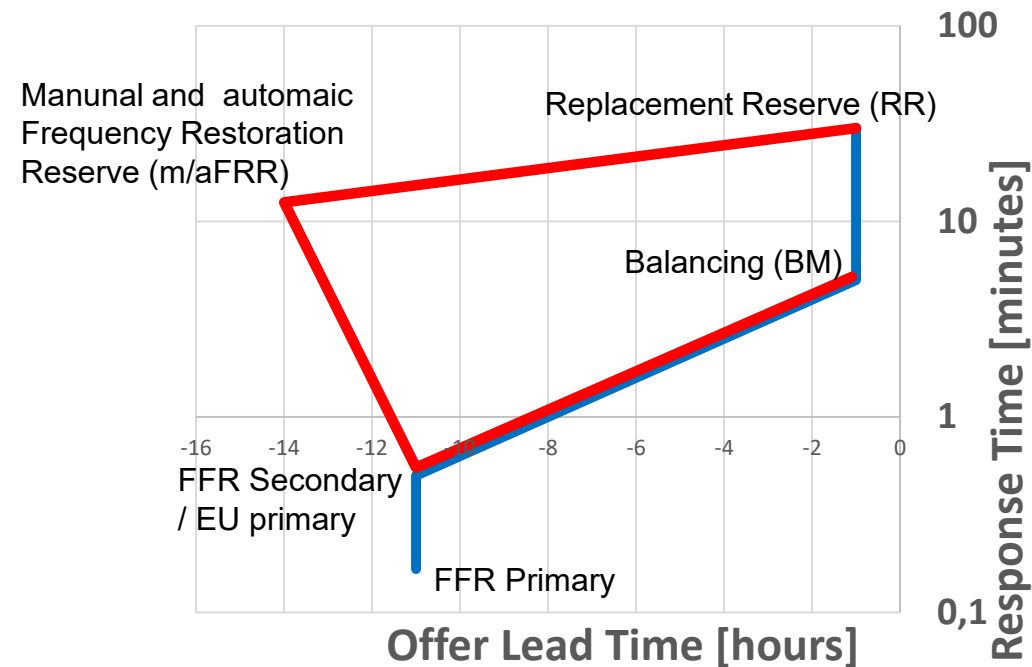 100
Manunal and  automaic
Frequency Restoration
Reserve (m/aFRR)
Replacement Reserve (RR)
10
Balancing (BM)
Response Time [minutes]
1
-16 -14 -12 -10 -8 -6 -4 -2 0
FFR Secondary
/ EU primary
FFR Primary
0,1
Offer Lead Time [hours]